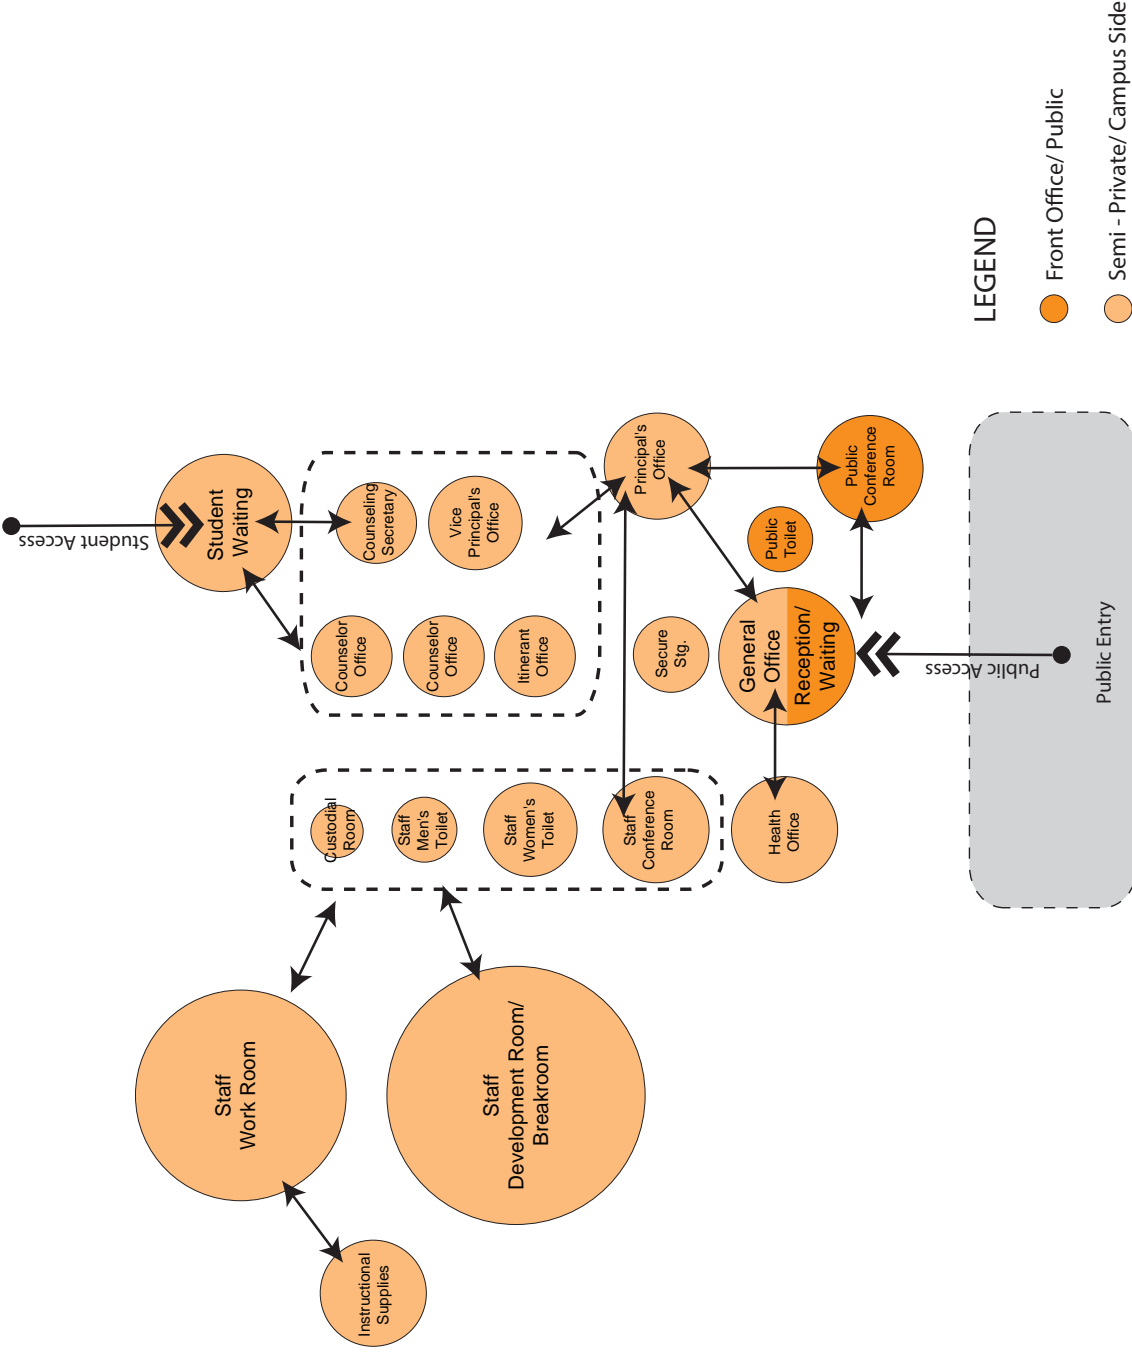 Student Access
Student
Waiting
Counseling
Secretary
Vice
Principal's
Office
Counselor
Office
Counselor
Office
Itinerant
Office
Principal's
Office
Public
Conference
Room
Public
Toilet
Secure
Stg.
General
Office
Reception/
Waiting
Public Access
Public Entry
Custodial
Room
Staff
Men's
Toilet
Staff
Women's
Toilet
Staff
Conference
Room
Health
Office
Staff
Work Room
Staff
Development Room/
Breakroom
Instructional
Supplies
LEGEND
Front Office/ Public
Semi - Private/ Campus Side